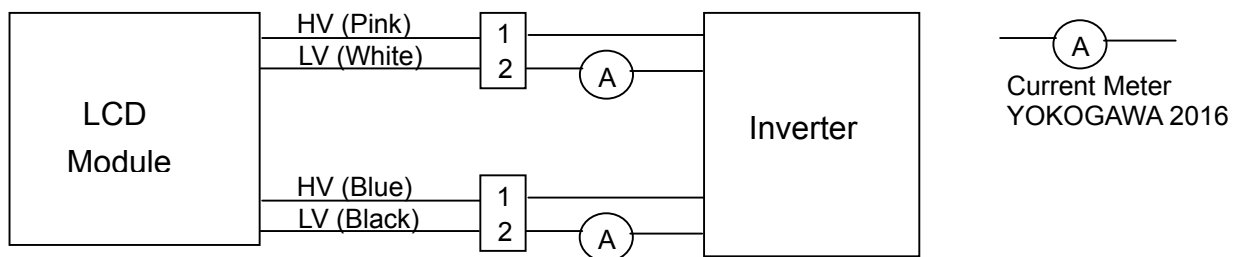 LCD
Module
HV (Pink)
LV (White)
1
2
A
HV (Blue)
LV (Black)
1
2
A
Inverter
A
Current Meter
YOKOGAWA 2016